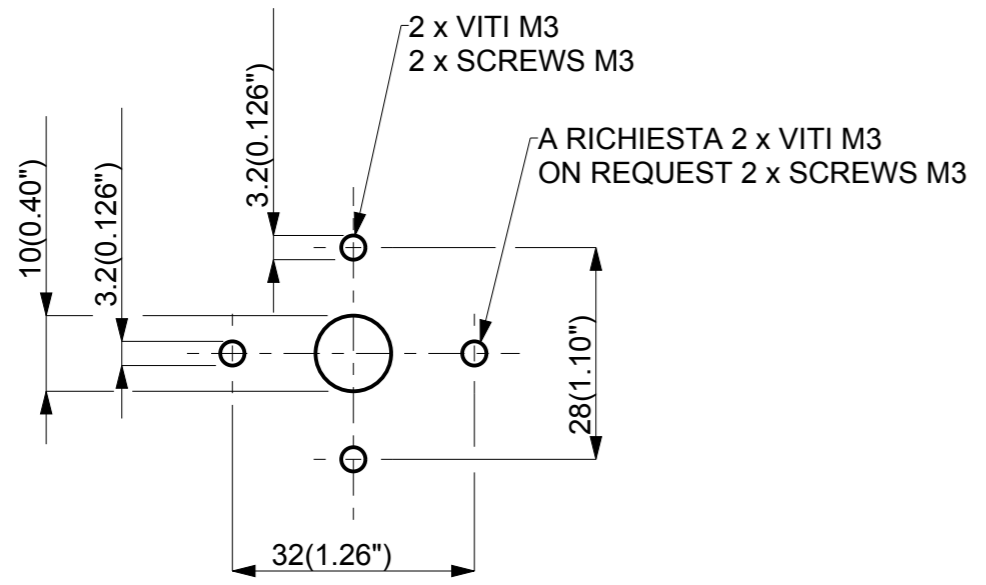 2 x VITI M3
2 x SCREWS M3
A RICHIESTA 2 x VITI M3
ON REQUEST 2 x SCREWS M3
3.2(0.126")
3.2(0.126")
10(0.40")
28(1.10")
32(1.26")